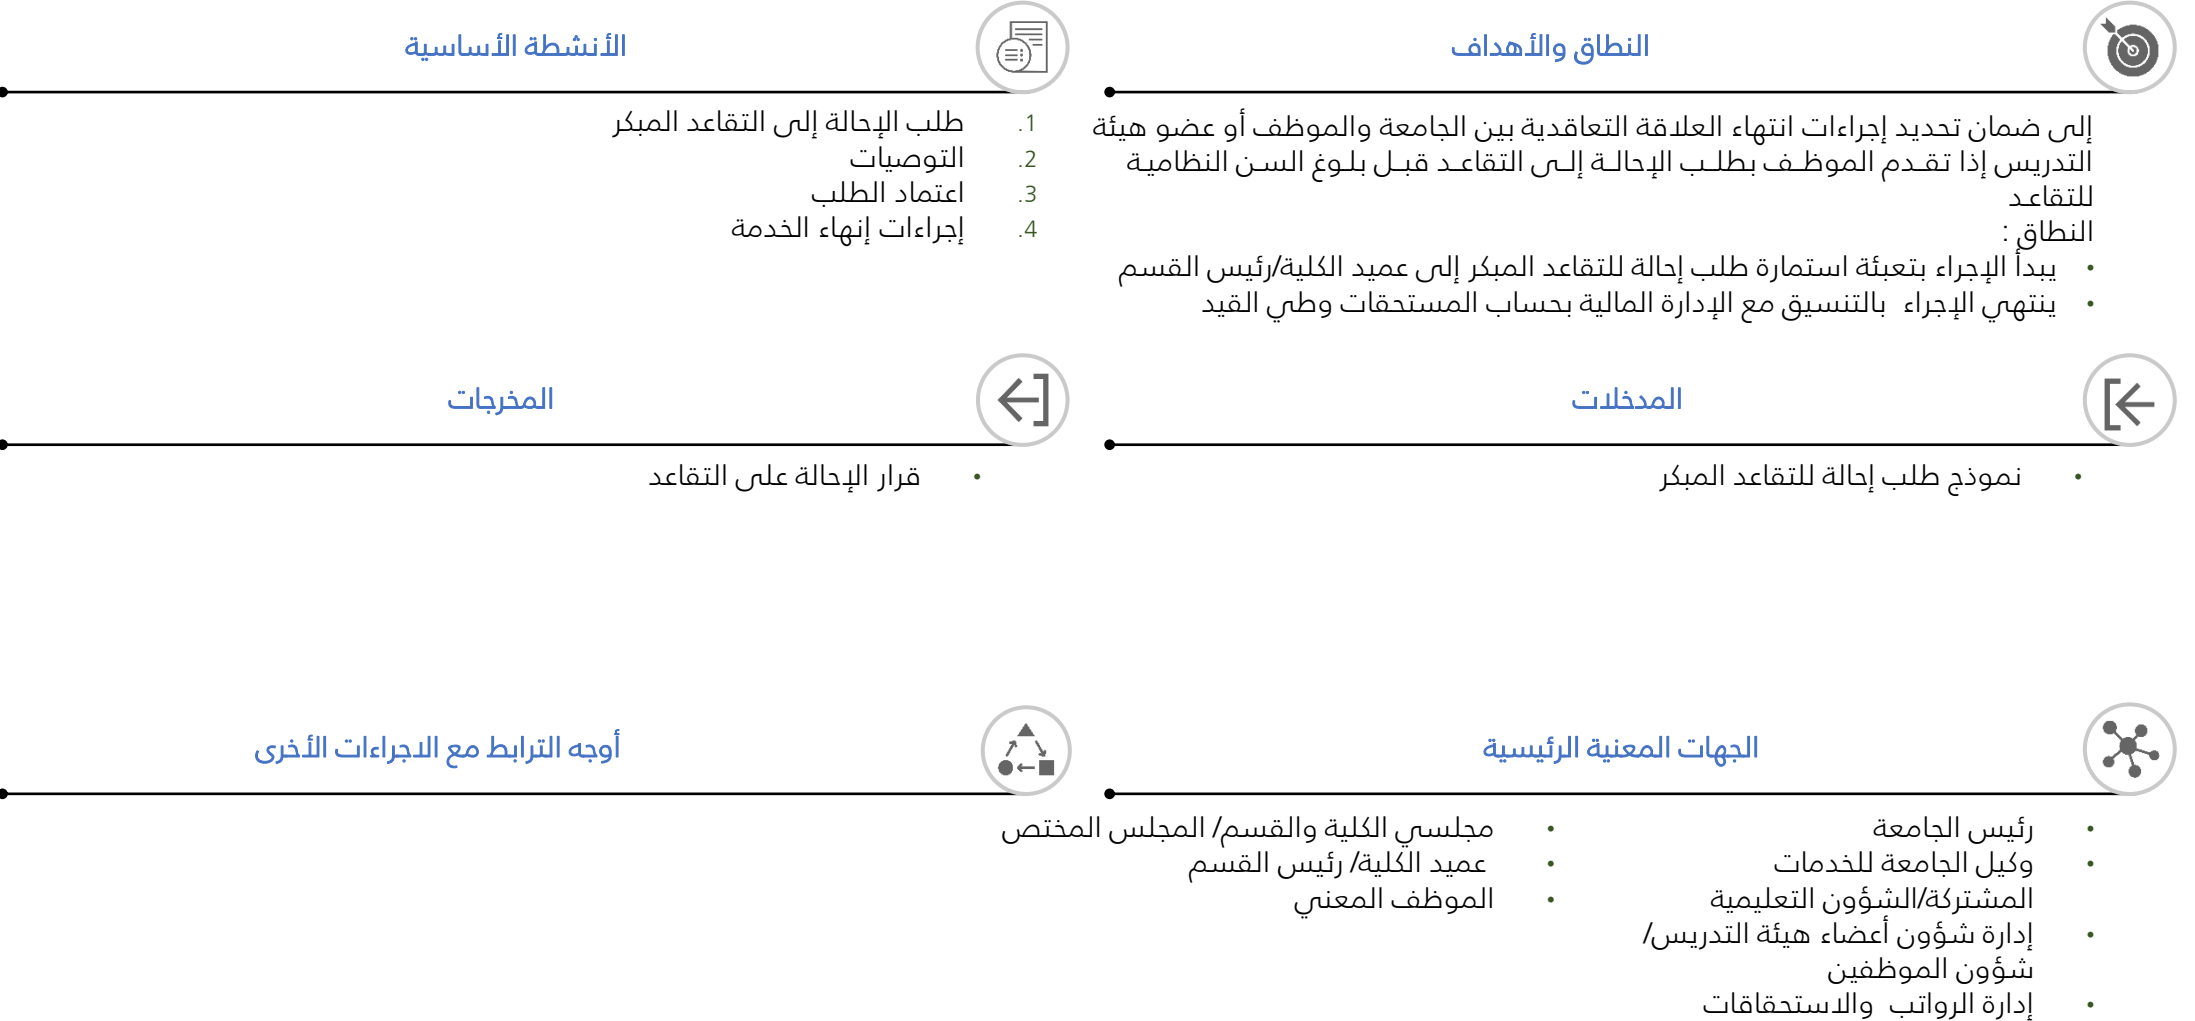 النطاق والأهداف
إلى ضمان تحديد إجراءات انتهاء العلاقة التعاقدية بين الجامعة والموظف أو عضو هيئة
التدريس إذا تقدم الموظف بطلب الإحالة إلى التقاعد قبل بلوغ السن النظامية
للتقاعد
النطاق :
• يبدأ الإجراء بتعبئة استمارة طلب إحالة للتقاعد المبكر إلى عميد الكلية/رئيس القسم
• ينتهي الإجراء بالتنسيق مع الإدارة المالية بحساب المستحقات وطي القيد
الأنشطة الأساسية
1. طلب الإحالة إلى التقاعد المبكر
2. التوصيات
3. اعتماد الطلب
4. إجراءات إنهاء الخدمة
المدخلات
• نموذج طلب إحالة للتقاعد المبكر
المخرجات
• قرار الإحالة على التقاعد
الجهات المعنية الرئيسية
• رئيس الجامعة
• وكيل الجامعة للخدمات
المشتركة/الشؤون التعليمية
• إدارة شؤون أعضاء هيئة التدريس/
شؤون الموظفين
• إدارة الرواتب والاستحقاقات
• مجلسي الكلية والقسم/ المجلس المختص
• عميد الكلية/ رئيس القسم
• الموظف المعني
أوجه الترابط مع الاجراءات الأخرى